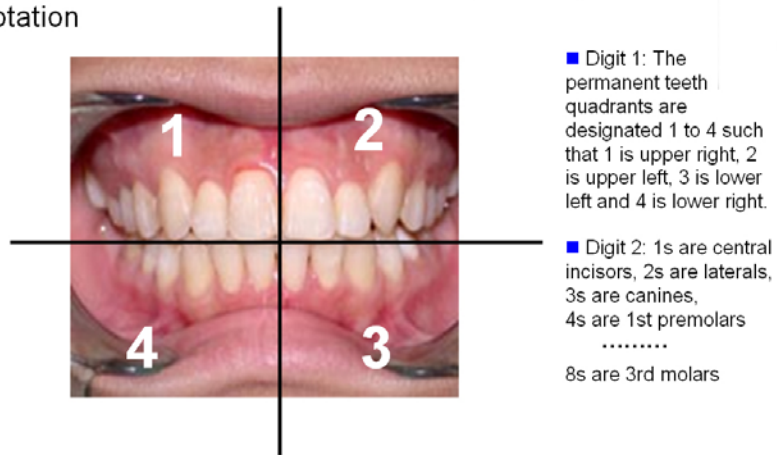 1
2
4
3
■ Digit 1: The
permanent teeth
quadrants are
designated 1 to 4 such
that 1 is upper right, 2
is upper left, 3 is lower
left and 4 is lower right.
■ Digit 2: 1s are central
incisors, 2s are laterals,
3s are canines,
4s are 1st premolars
.........
8s are 3rd molars